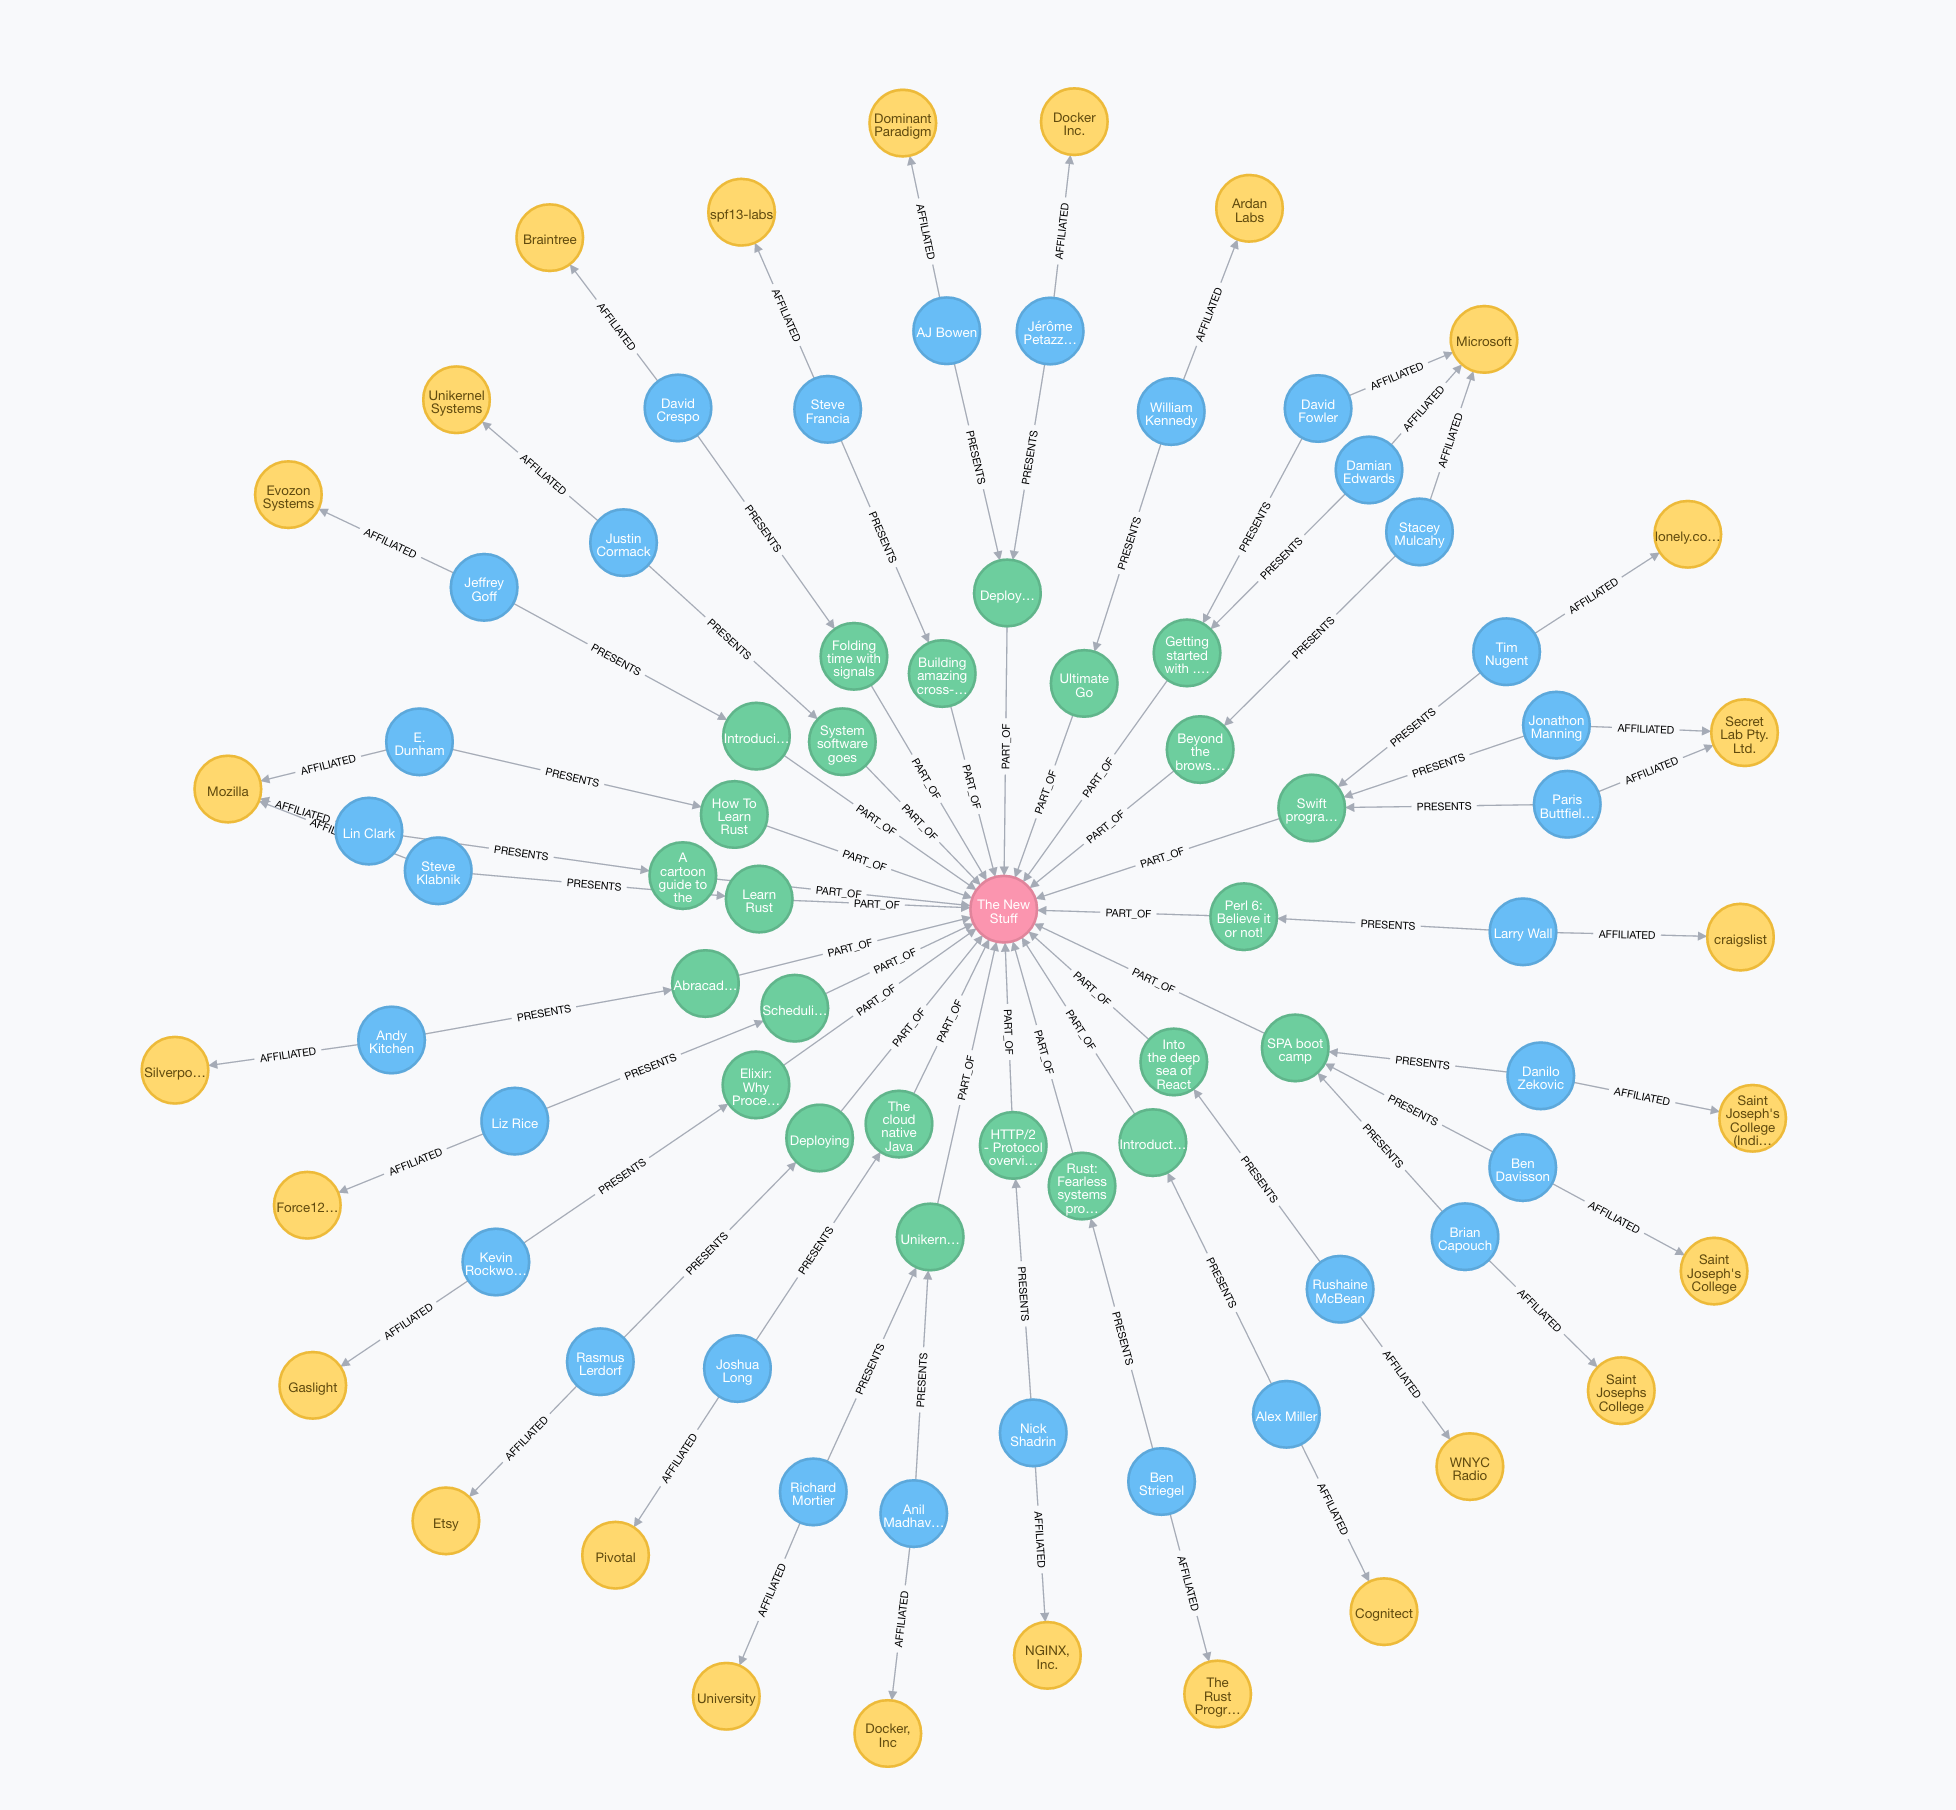 Dominant
Paradigm
Docker
Inc.
spf13-labs
Ardan
Labs
Braintree
AFFILIATED
AFFILIATED
AFFILIATED
AFFILIATED
AFFILIATED
AJ Bowen
Jérôme
Petazz…
Microsoft
Unikernel
Systems
David
Crespo
Steve
Francia
William
Kennedy
David
Fowler
AFFILIATED
AFFILIATED
AFFILIATED
Evozon
Systems
AFFILIATED
PRESENTS
PRESENTS
Damian
Edwards
Justin
Cormack
PRESENTS
PRESENTS
PRESENTS
PRESENTS
PRESENTS
Stacey
Mulcahy
lonely.co…
AFFILIATED
Jeffrey
Goff
Deploy…
AFFILIATED
PRESENTS
PRESENTS
PRESENTS
Folding
time with
signals
Building
amazing
cross-…
Ultimate
Go
Getting
started
with ….
Tim
Nugent
E.
Dunham
Introduci…
System
software
goes
PART_OF
Beyond
the
brows…
PRESENTS
Jonathon
Manning
AFFILIATED
Secret
Lab Pty.
Ltd.
AFFILIATED
PRESENTS
PART_OF
PART_OF
PART_OF
PART_OF
PRESENTS
AFFILIATED
Mozilla
AFFILIATED
AFFIL
Lin Clark
How To
Learn
Rust
PART_OF
PART_OF
PART_OF
Swift
progra…
PRESENTS
Paris
Buttfiel…
Steve
Klabnik
PRESENTS
PRESENTS
A
cartoon
guide to
the
Learn
Rust
PART_OF
PART_OF
PART_OF
PART_OF
The New
Stuff
PART_OF
Perl 6:
Believe it
or not!
PRESENTS
Larry Wall
AFFILIATED
craigslist
PART_OF
PART_OF
PART_OF
PART_OF
Abracad…
PRESENTS
Scheduli…
PART_OF
PART_OF
PART_OF
PART_OF
PART_OF
PART_OF
Andy
Kitchen
AFFILIATED
Silverpo…
Into
the deep
sea of
React
SPA boot
camp
PRESENTS
Danilo
Zekovic
AFFILIATED
Saint
Joseph's
College
(Indi…
PRESENTS
Elixir:
Why
Proce…
PART_OF
Liz Rice
Deploying
The
cloud
native
Java
HTTP/2
- Protocol
overvi…
Introduct…
PRESENTS
PRESENTS
AFFILIATED
PRESENTS
Rust:
Fearless
systems
pro…
PRESENTS
Ben
Davisson
Force12…
AFFILIATED
Unikern…
Brian
Capouch
Saint
Joseph's
College
Kevin
Rockwo…
PRESENTS
PRESENTS
PRESENTS
PRESENTS
Rushaine
McBean
AFFILIATED
AFFILIATED
Gaslight
Rasmus
Lerdorf
Joshua
Long
PRESENTS
PRESENTS
PRESENTS
AFFILIATED
Saint
Josephs
College
AFFILIATED
AFFILIATED
Nick
Shadrin
Alex Miller
WNYC
Radio
Etsy
Richard
Mortier
Anil
Madhav…
Ben
Striegel
AFFILIATED
Pivotal
AFFILIATED
AFFILIATED
AFFILIATED
AFFILIATED
Cognitect
University
Docker,
Inc
NGINX,
Inc.
The
Rust
Progr…